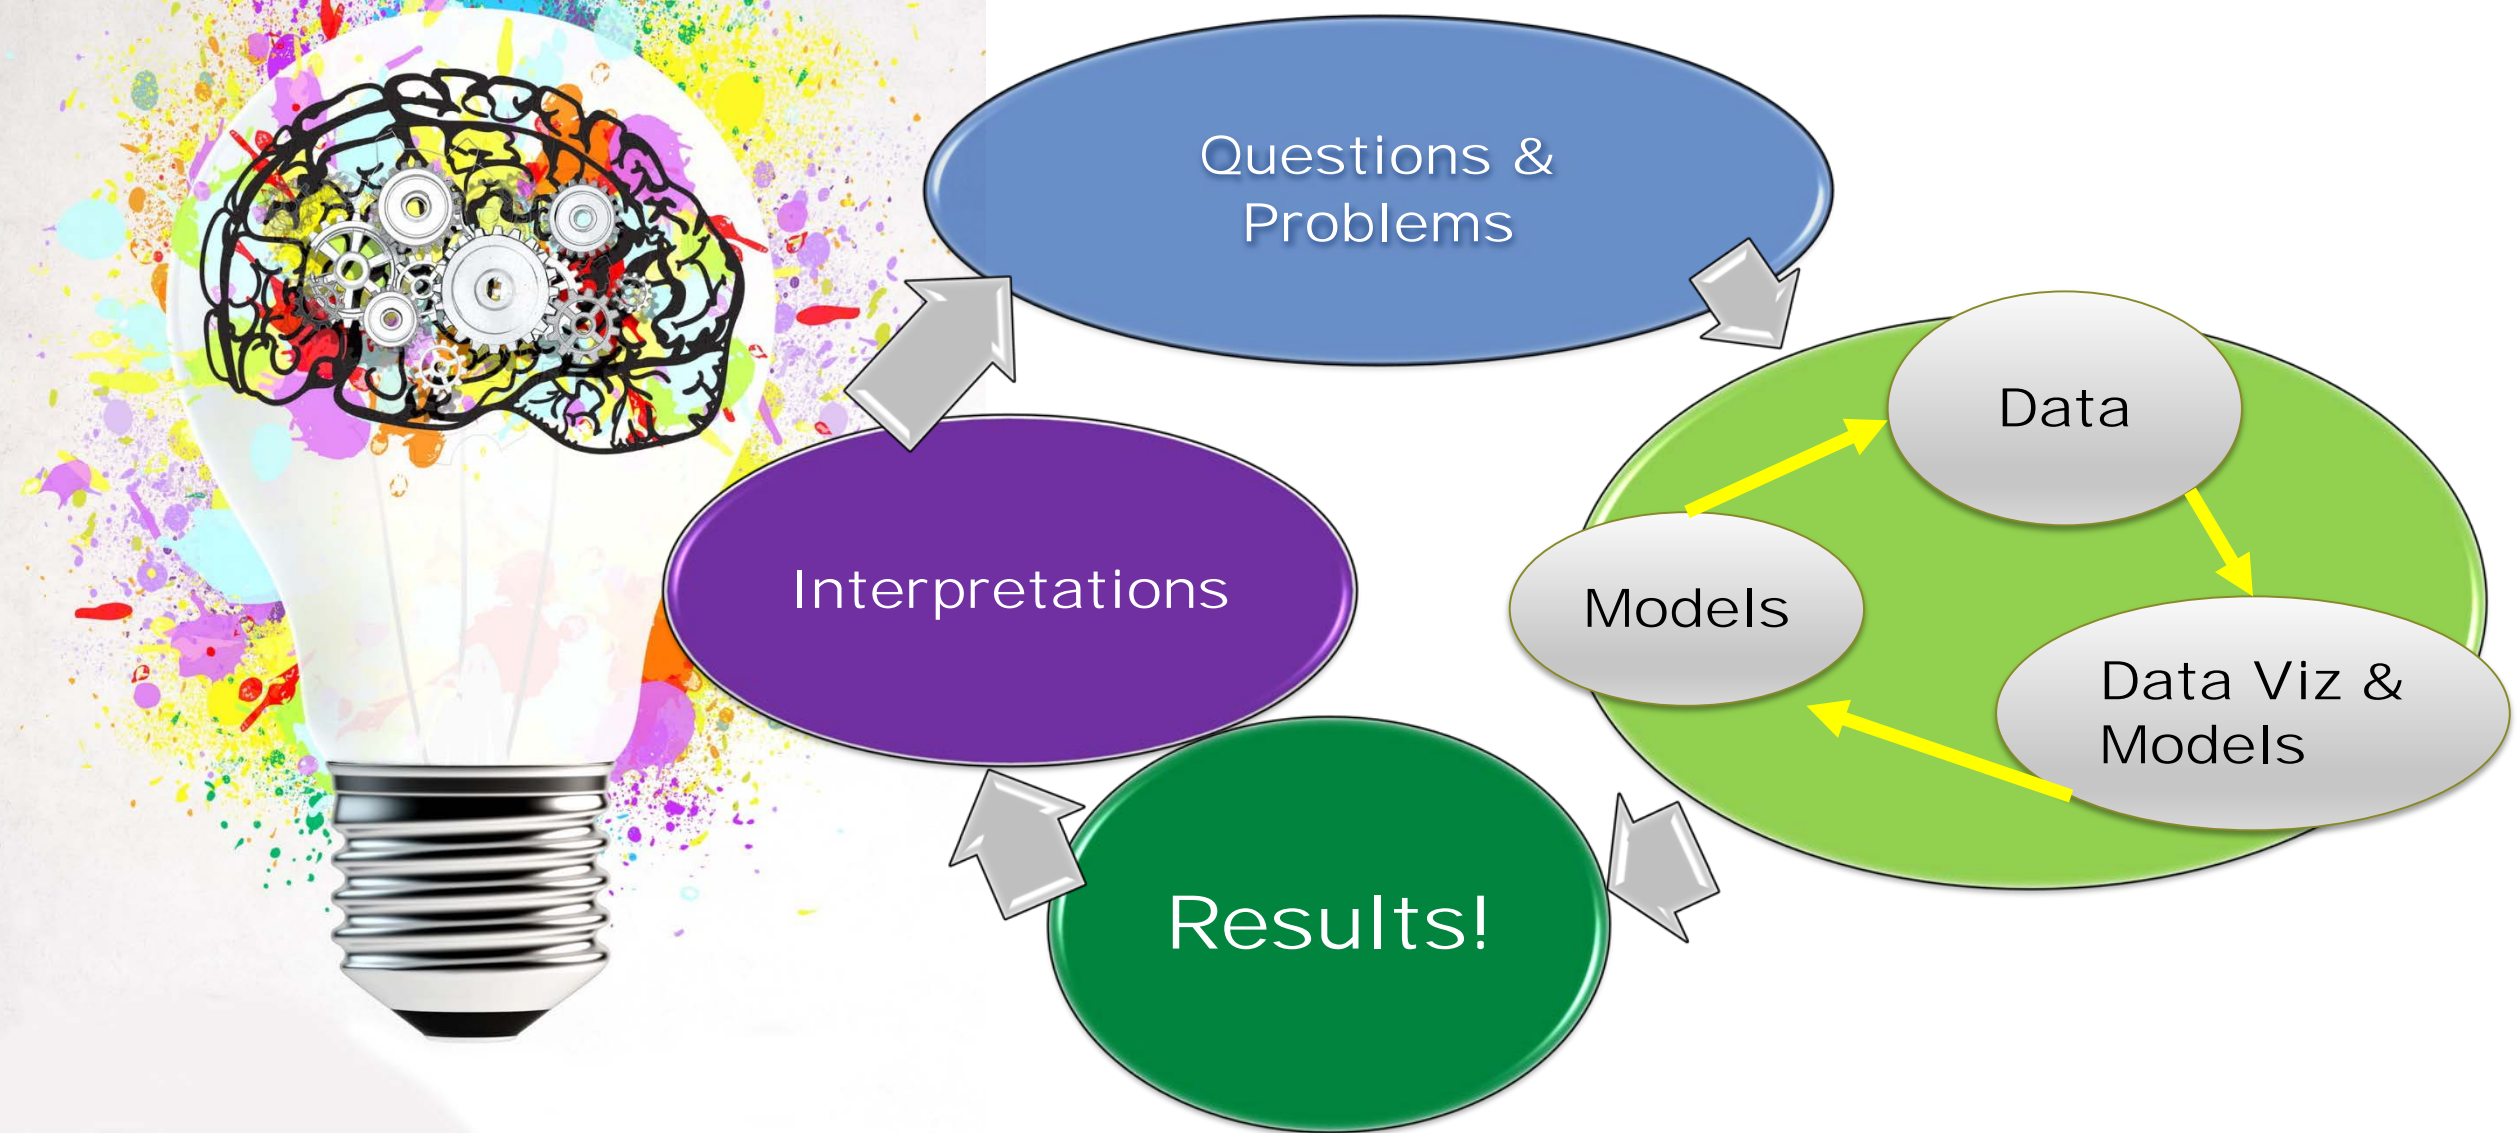 Questions &
Problems
Data
Models
Data Viz &
Models
Interpretations
Results!